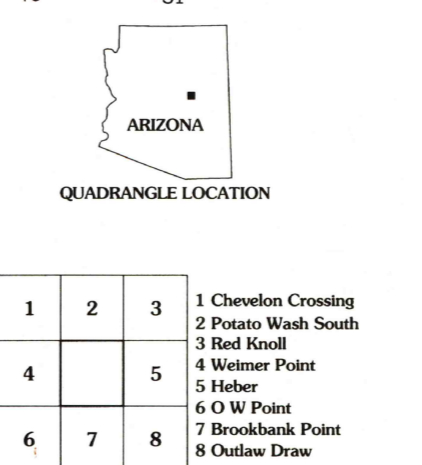 ARIZONA
QUADRANGLE LOCATION
1 2 3
4 5
6 7 8
1 Chevelon Crossing
2 Potato Wash South
3 Red Knoll
4 Weimer Point
5 Heber
6 O W Point
7 Brookbank Point
8 Outlaw Draw